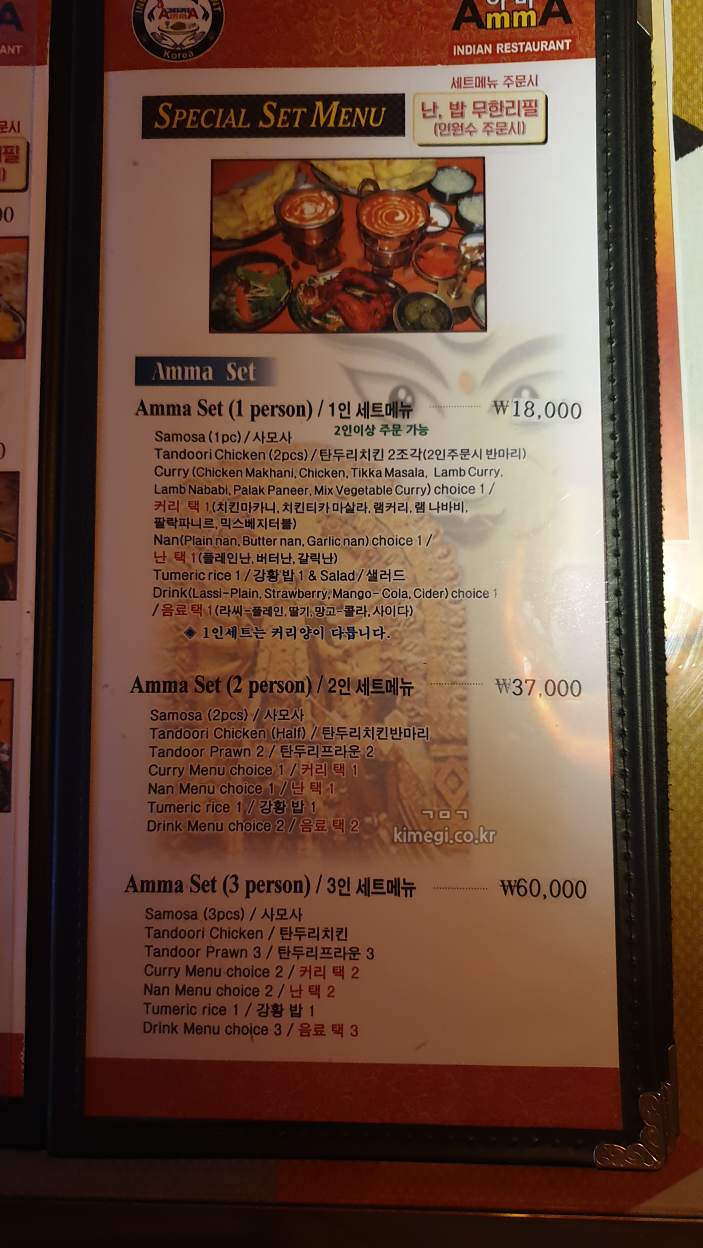 AmmA
Korea
아마
AmmA
INDIAN RESTAURANT
세트메뉴 주문시
SPECIAL SET MENU
난, 밥 무한리필
(인원수 주문시)
Amma Set
Amma Set (1 person) / 1인 세트메뉴 ₩18,000
2인이상 주문 가능
Samosa (1pc) / 사모사
Tandoori Chicken (2pcs) / 탄두리치킨 2조각(2인주문시 반마리)
Curry (Chicken Makhani, Chicken, Tikka Masala, Lamb Curry,
Lamb Nababi, Palak Paneer, Mix Vegetable Curry) choice 1 /
커리 택 1(치킨마카니, 치킨티카 마살라, 램커리, 램 나바비,
팔락파니르, 믹스베지터블)
Nan(Plain nan, Butter nan, Garlic nan) choice 1 /
난 택 1(플레인난, 버터난, 갈릭난)
Tumeric rice 1 / 강황 밥 1 & Salad / 샐러드
Drink(Lassi-Plain, Strawberry, Mango- Cola, Cider) choice 1
/ 음료 택 1(라씨-플레인, 딸기, 망고-콜라, 사이다)
◈ 1인세트는 커리양이 다릅니다.
Amma Set (2 person) / 2인 세트메뉴 ₩37,000
Samosa (2pcs) / 사모사
Tandoori Chicken (Half) / 탄두리치킨반마리
Tandoor Prawn 2 / 탄두리프라운 2
Curry Menu choice 1 / 커리 택 1
Nan Menu choice 1 / 난 택 1
Tumeric rice 1 / 강황 밥 1
Drink Menu choice 2 / 음료 택 2
ㄱㅁㄱ
kimegi.co.kr
Amma Set (3 person) / 3인 세트메뉴 ₩60,000
Samosa (3pcs) / 사모사
Tandoori Chicken / 탄두리치킨
Tandoor Prawn 3 / 탄두리프라운 3
Curry Menu choice 2 / 커리 택 2
Nan Menu choice 2 / 난 택 2
Tumeric rice 1 / 강황 밥 1
Drink Menu choice 3 / 음료 택 3